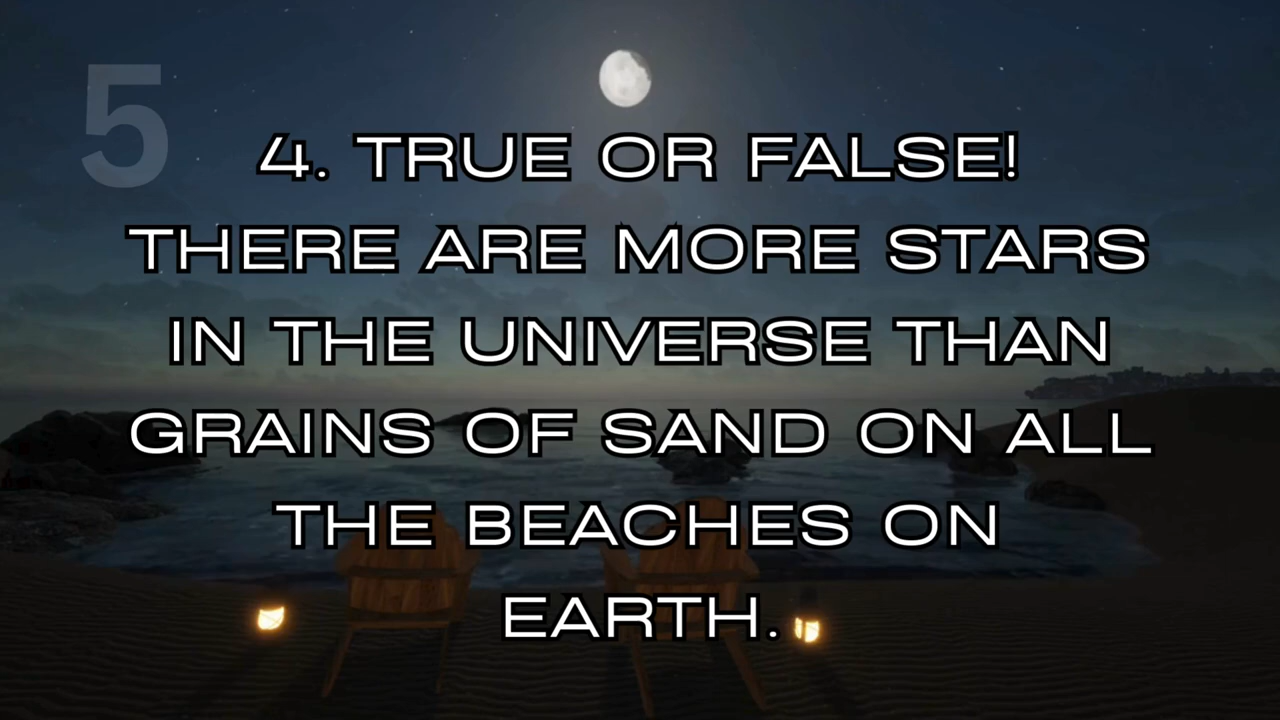 5
4. TRUE OR FALSE!
THERE ARE MORE STARS
IN THE UNIVERSE THAN
GRAINS OF SAND ON ALL
THE BEACHES ON
EARTH.